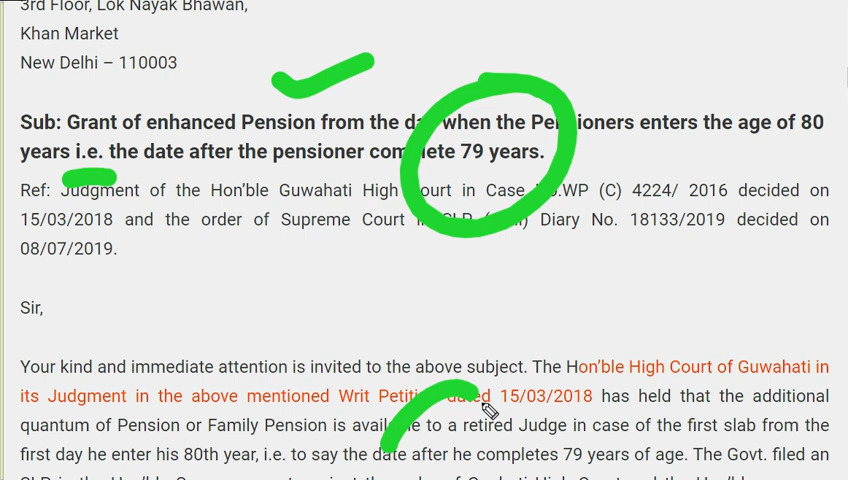 3rd Floor, Lok Nayak Bhawan,
Khan Market
New Delhi – 110003
Sub: Grant of enhanced Pension from the when the Pensioners enters the age of 80
years i.e. the date after the pensioner complete 79 years.
Ref: Judgment of the Hon'ble Guwahati High Court in Case No.WP (C) 4224/ 2016 decided on
15/03/2018 and the order of Supreme Court in SLP Diary No. 18133/2019 decided on
08/07/2019.
Sir,
Your kind and immediate attention is invited to the above subject. The Hon'ble High Court of Guwahati in
its Judgment in the above mentioned Writ dated 15/03/2018 has held that the additional
quantum of Pension or Family Pension is available to a retired Judge in case of the first slab from the
first day he enter his 80th year, i.e. to say the date after he completes 79 years of age. The Govt. filed an